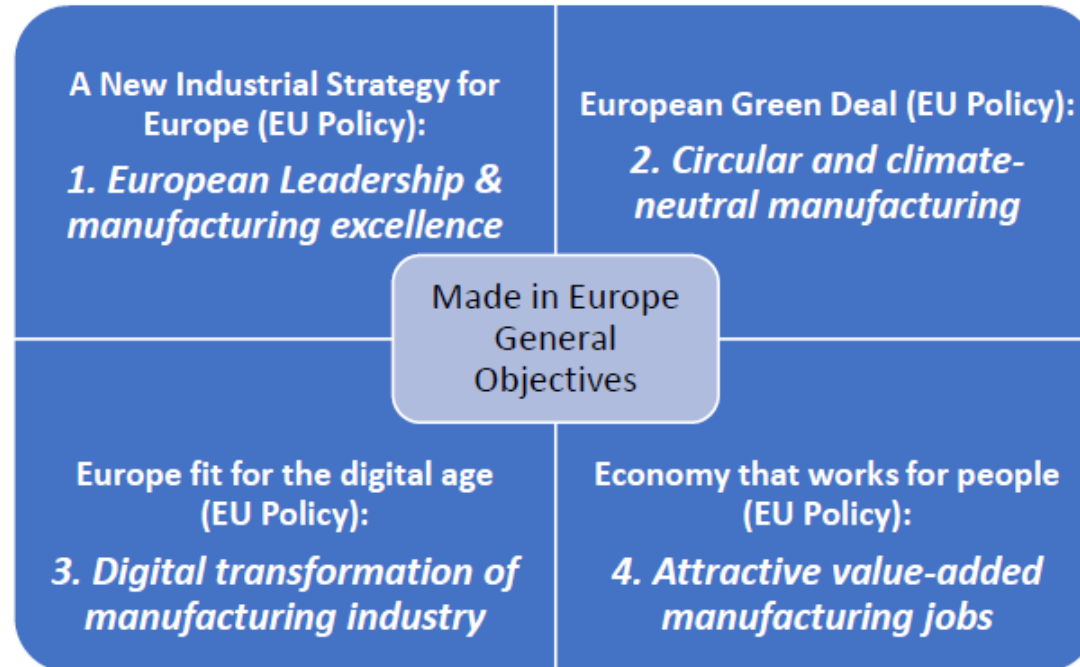 A New Industrial Strategy for
Europe (EU Policy):
1. European Leadership &
manufacturing excellence
European Green Deal (EU Policy):
2. Circular and climate-
neutral manufacturing
Made in Europe
General
Objectives
Europe fit for the digital age
(EU Policy):
3. Digital transformation of
manufacturing industry
Economy that works for people
(EU Policy):
4. Attractive value-added
manufacturing jobs